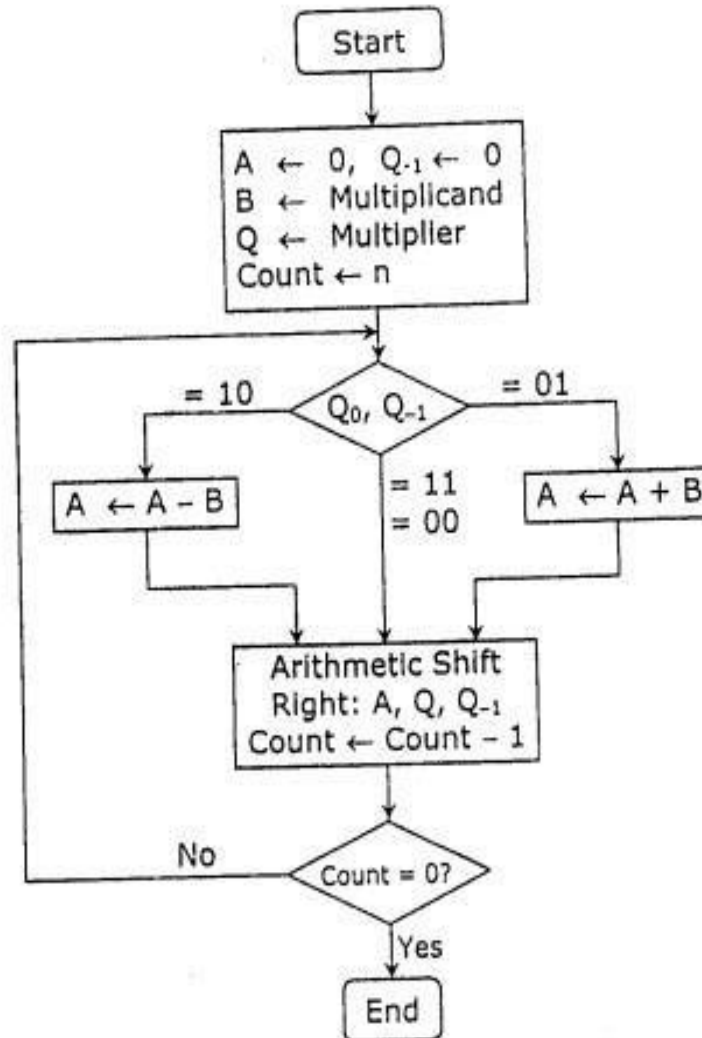 Start
A ← 0, Q₋₁ ← 0
B ← Multiplicand
Q ← Multiplier
Count ← n
= 10
Q₀, Q₋₁
= 01
A ← A – B
= 11
= 00
A ← A + B
Arithmetic Shift
Right: A, Q, Q₋₁
Count ← Count – 1
No
Count = 0?
Yes
End